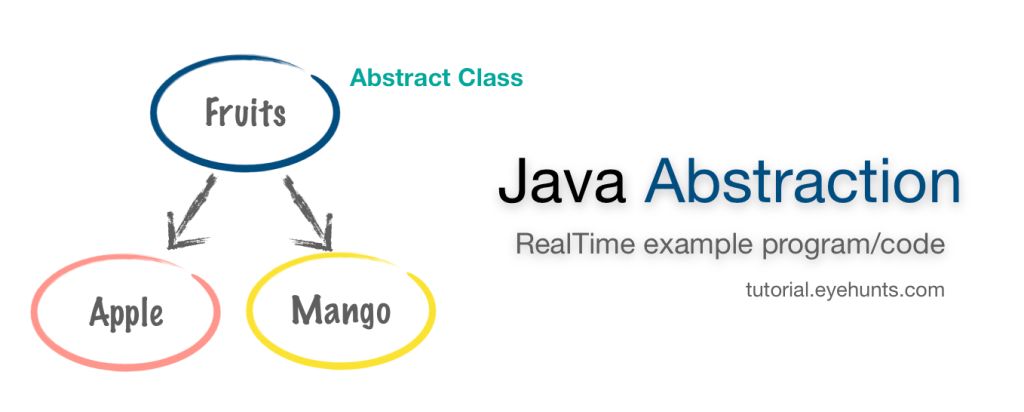 Abstract Class
Fruits
Apple
Mango
Java Abstraction
RealTime example program/code
tutorial.eyehunts.com